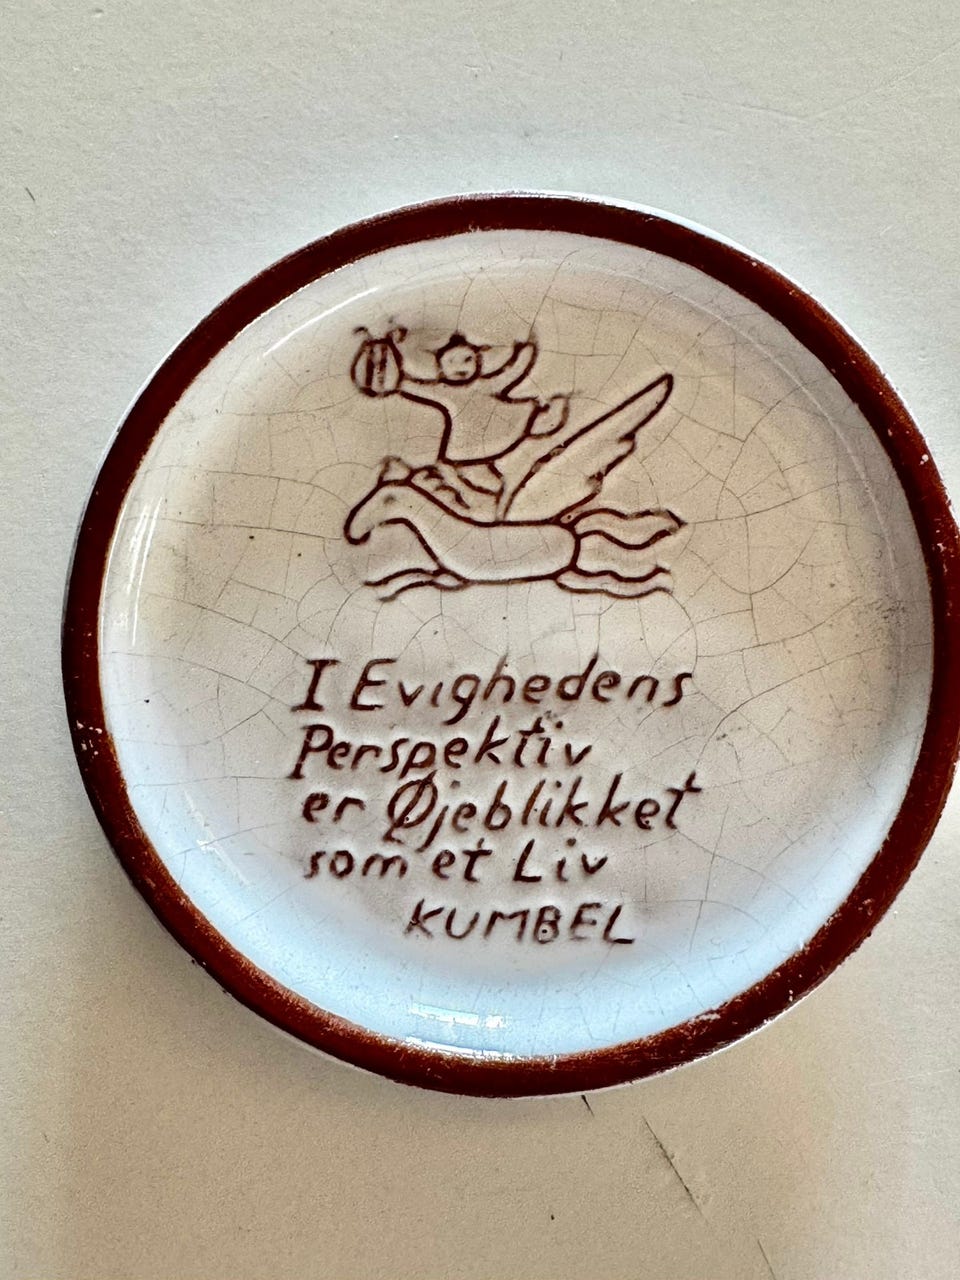 I Evighedens
Perspektiv
er Øjeblikket
som et Liv
KUMBEL